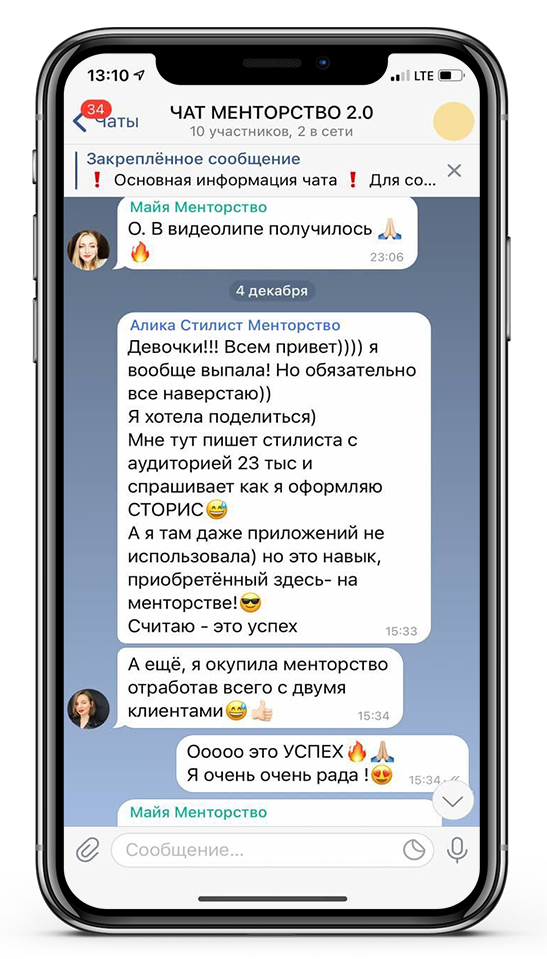 13:10
LTE
34
Чаты
ЧАТ МЕНТОРСТВО 2.0
10 участников, 2 в сети
Закреплённое сообщение
❗ Основная информация чата ❗ Для со...
Майя Менторство
О. В видеолипе получилось 🙏🏻
🔥
23:06
4 декабря
Алика Стилист Менторство
Девочки!!! Всем привет)))) я
вообще выпала! Но обязательно
все наверстаю))
Я хотела поделиться)
Мне тут пишет стилиста с
аудиторией 23 тыс и
спрашивает как я оформляю
СТОРИС😅
А я там даже приложений не
использовала) но это навык,
приобретённый здесь- на
менторстве!😎
Считаю - это успех
15:33
А ещё, я окупила менторство
отработав всего с двумя
клиентами😅👍🏻
15:34
Ооооо это УСПЕХ🔥🙏🏻
Я очень очень рада !😍
15:34
Майя Менторство
Сообщение...